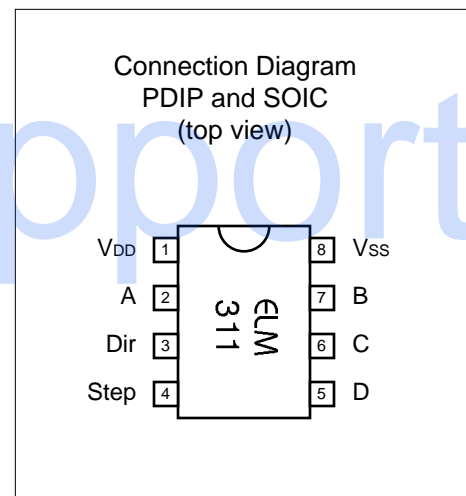 Connection Diagram
PDIP and SOIC
(top view)
pport
VDD 1 8 VSS
A 2 7 B
Dir 3 6 C
Step 4 5 D
ELM
311